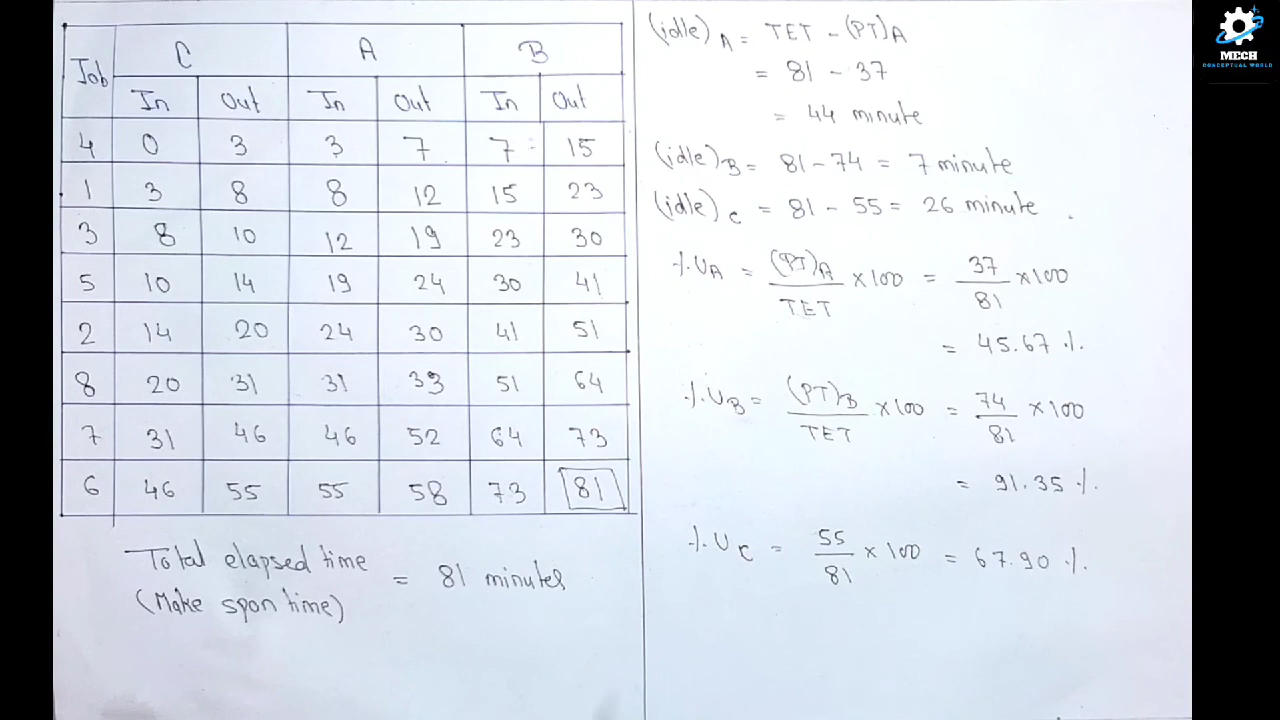 Job C A B
In Out In Out In Out
4 0 3 3 7 7 15
1 3 8 8 12 15 23
3 8 10 12 19 23 30
5 10 14 19 24 30 41
2 14 20 24 30 41 51
8 20 31 31 33 51 64
7 31 46 46 52 64 73
6 46 55 55 58 73 81
Total elapsed time
(Make spon time) = 81 minutes
(idle)A = TET - (PT)A
= 81 - 37
= 44 minute
(idle)B = 81 - 74 = 7 minute
(idle)C = 81 - 55 = 26 minute.
%UA = (PT)A/TET × 100 = 37/81 × 100
= 45.67 %.
%UB = (PT)B/TET × 100 = 74/81 × 100
= 91.35 %.
%UC = 55/81 × 100 = 67.90 %.
MECH
CONCEPTUAL WORLD